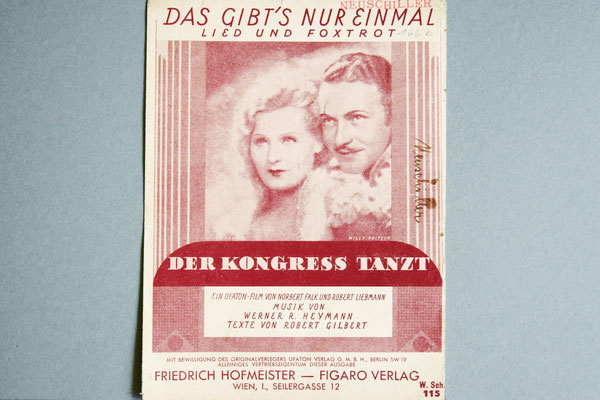 NEUSCHILLER
DAS GIBT'S NUR EINMAL
LIED UND FOXTROT
WILLY PRITZEN
DER KONGRESS TANZT
EIN UFATON-FILM VON NORBERT FALK UND ROBERT LIEBMANN
MUSIK VON
WERNER R. HEYMANN
TEXTE VON ROBERT GILBERT
MIT BEWILLIGUNG DES ORIGINALVERLEGERS UFATON VERLAG G. M. B. H., BERLIN SW 19
ALLEINIGES VERTRIEBSEIGENTUM DIESER AUSGABE
FRIEDRICH HOFMEISTER — FIGARO VERLAG
WIEN, I., SEILERGASSE 12
W. Sch.
115